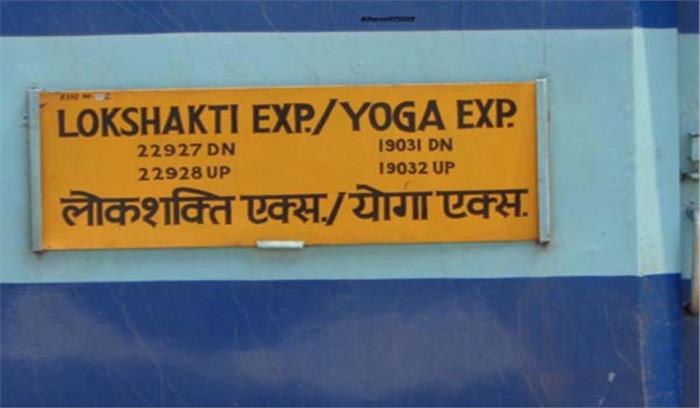 LOKSHAKTI EXP./YOGA EXP.
22927 DN 19031 DN
22928 UP 19032 UP
लोकशक्ति एक्स./योगा एक्स.